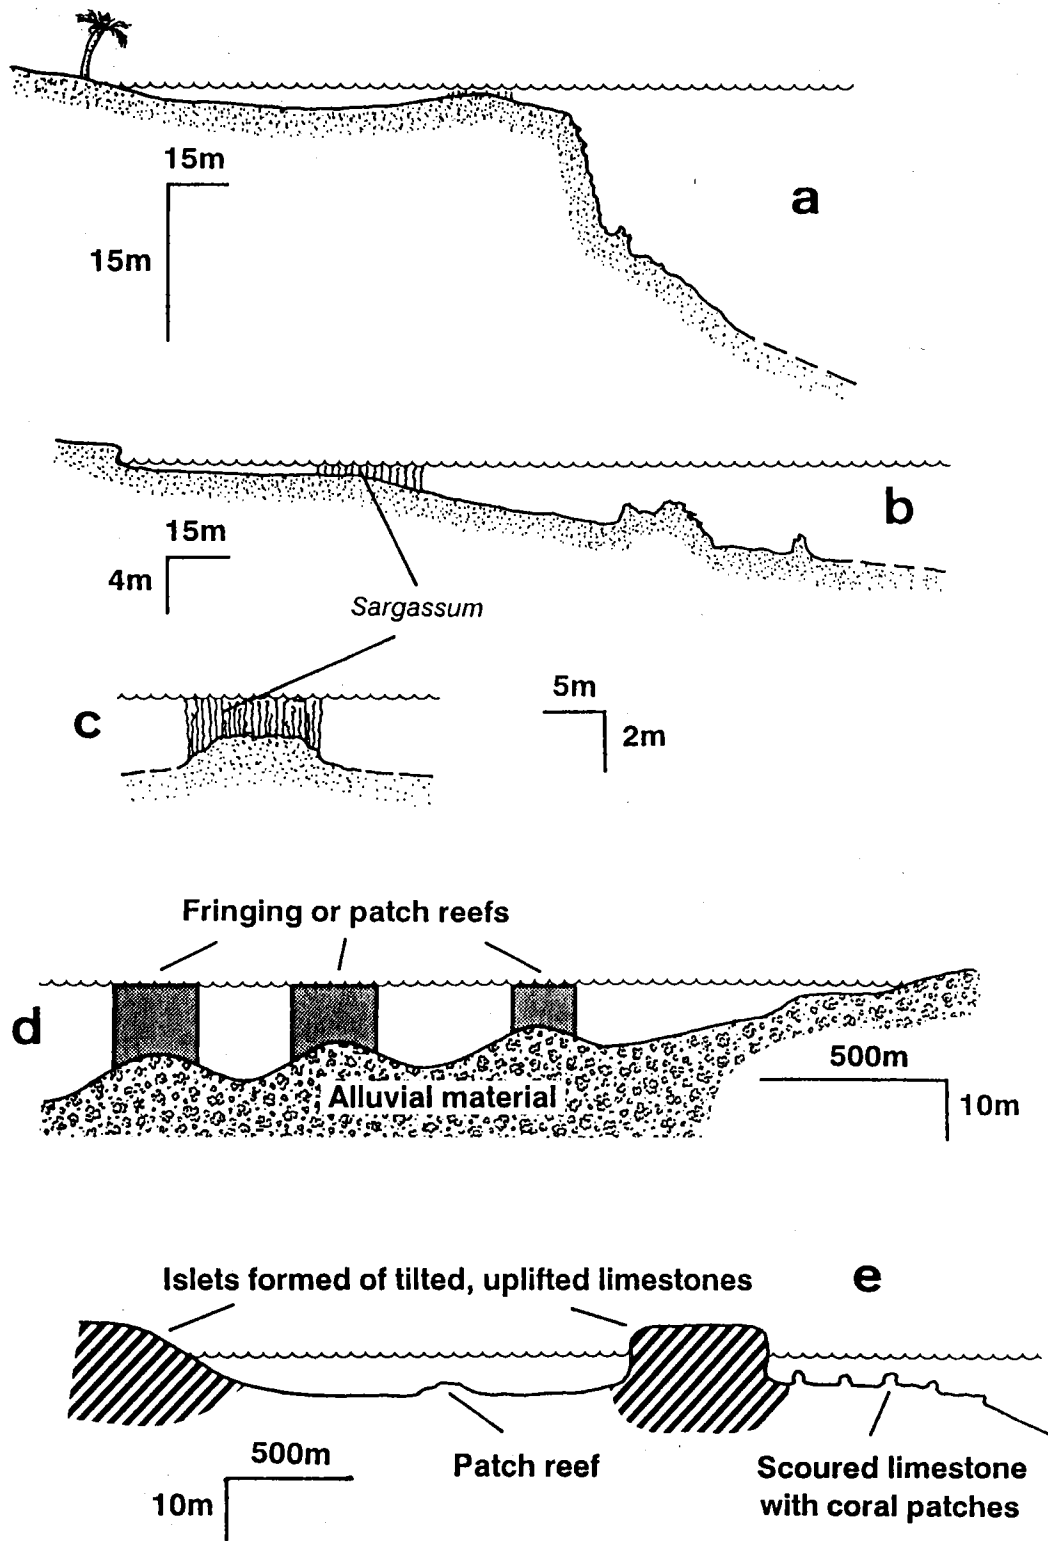 15m
15m
a
b
15m
4m
Sargassum
c
5m
2m
Fringing or patch reefs
d
500m
10m
Alluvial material
Islets formed of tilted, uplifted limestones
e
500m
10m
Patch reef
Scoured limestone
with coral patches